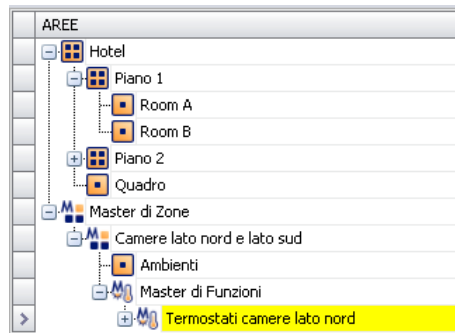 AREE
Hotel
Piano 1
Room A
Room B
Piano 2
Quadro
Master di Zone
Camere lato nord e lato sud
Ambienti
Master di Funzioni
Termostati camere lato nord